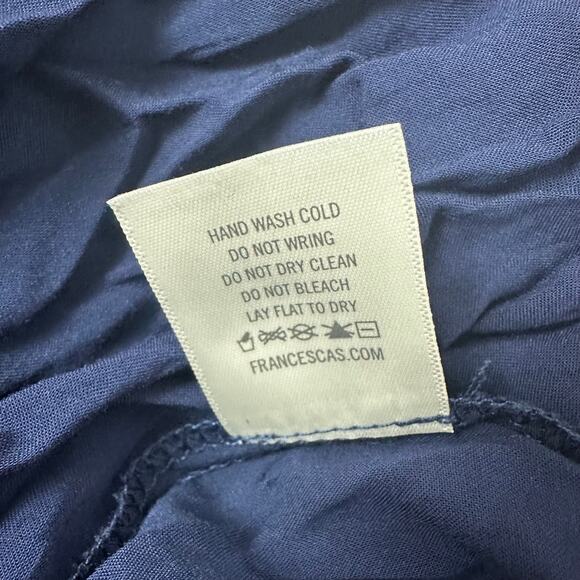 HAND WASH COLD
DO NOT WRING
DO NOT DRY CLEAN
DO NOT BLEACH
LAY FLAT TO DRY
FRANCESCAS.COM